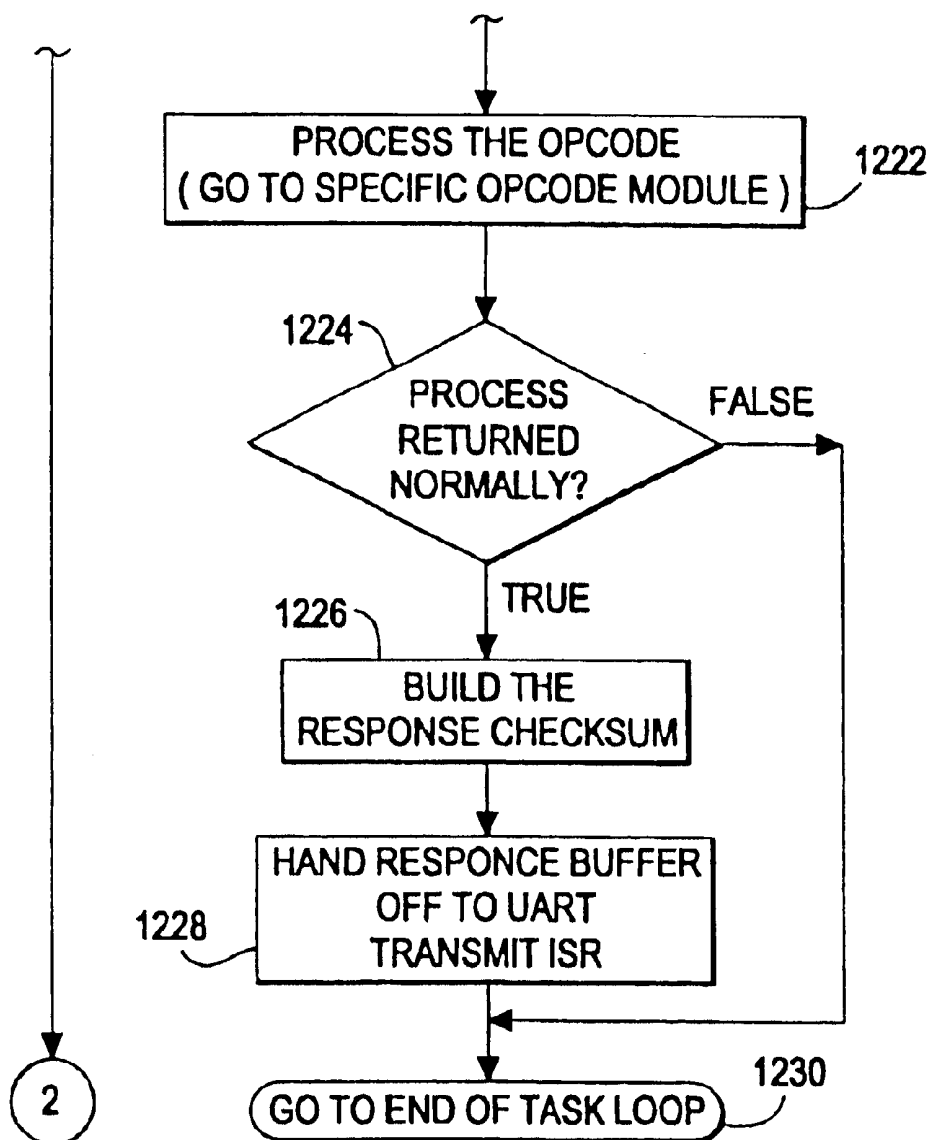 PROCESS THE OPCODE
( GO TO SPECIFIC OPCODE MODULE )
1222
1224
PROCESS
RETURNED
NORMALLY?
FALSE
TRUE
1226
BUILD THE
RESPONSE CHECKSUM
HAND RESPONCE BUFFER
OFF TO UART
TRANSMIT ISR
1228
2
GO TO END OF TASK LOOP
1230